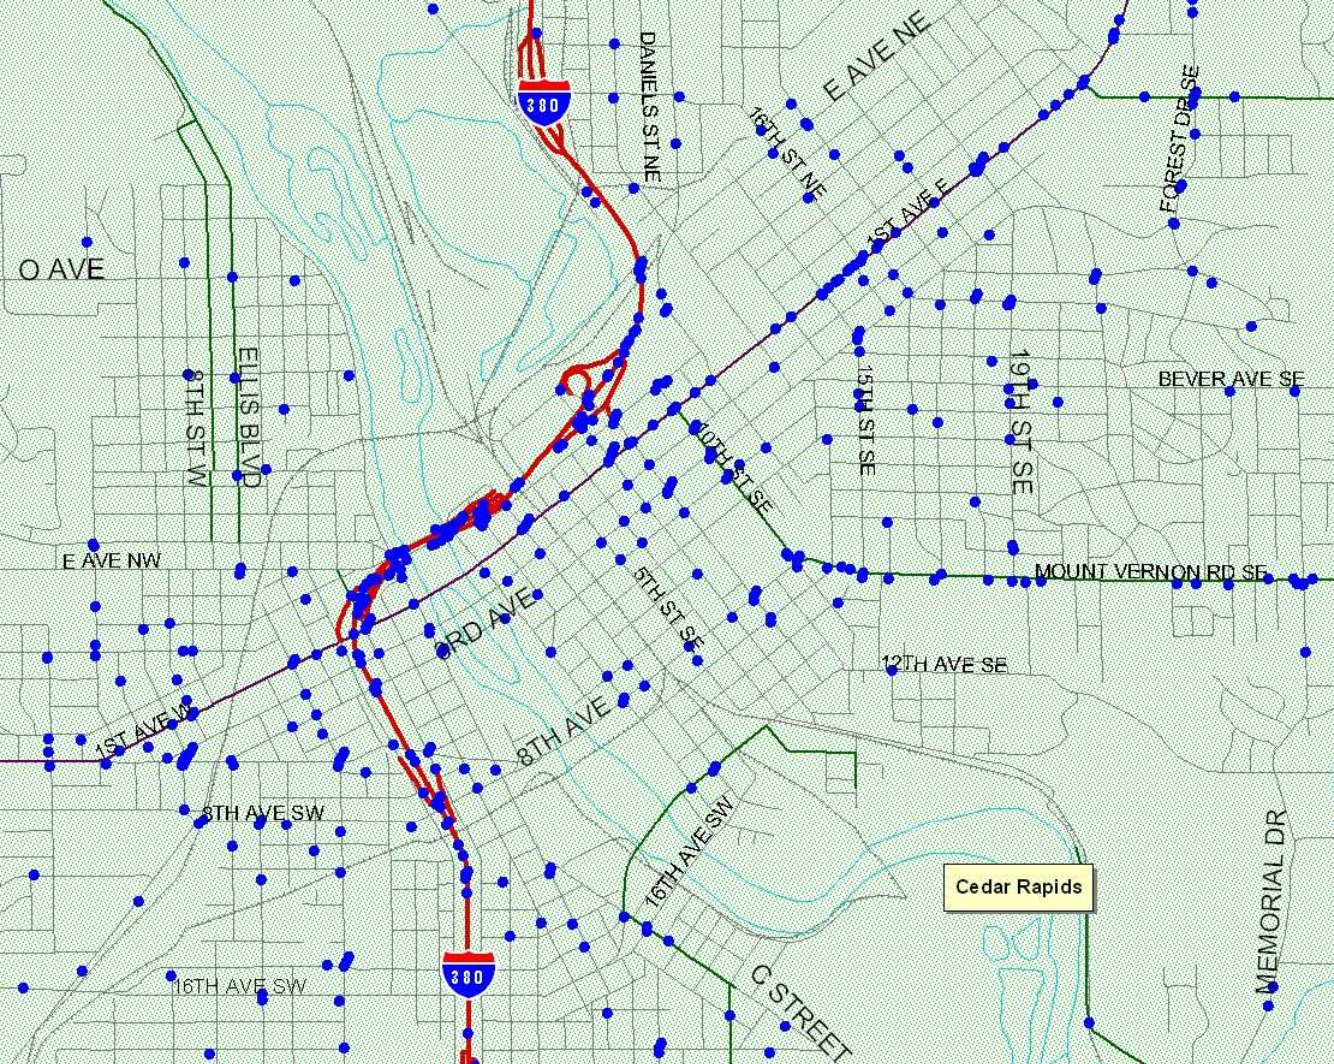 DANIELS ST NE
E AVE NE
380
16TH ST NE
FOREST DR SE
1ST AVE E
O AVE
ELLIS BLVD
8TH ST W
15TH ST SE
19TH ST SE
BEVER AVE SE
10TH ST SE
E AVE NW
MOUNT VERNON RD SE
5TH ST SE
3RD AVE
12TH AVE SE
1ST AVE W
8TH AVE
8TH AVE SW
16TH AVE SW
Cedar Rapids
MEMORIAL DR
380
16TH AVE SW
C STREET